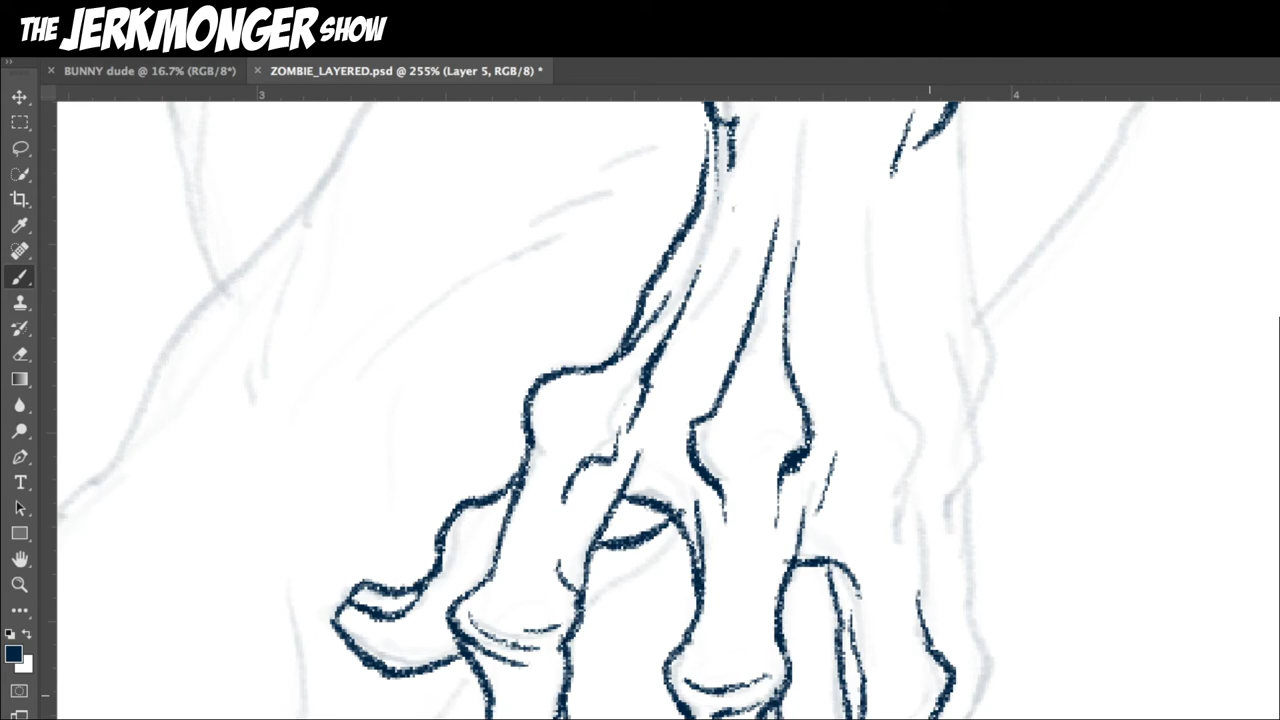 THE JERKMONGER SHOW
BUNNY dude @ 16.7% (RGB/8*)
ZOMBIE_LAYERED.psd @ 255% (Layer 5, RGB/8) *
3
4
T